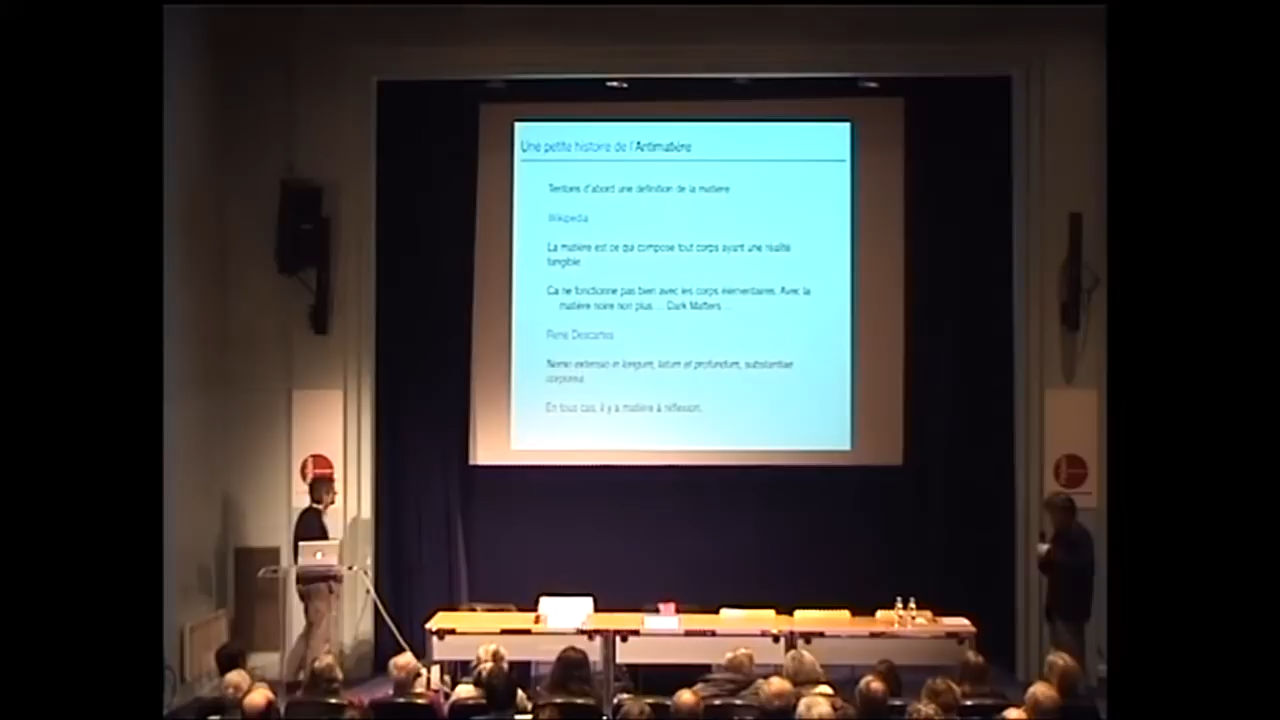 Une petite histoire de l'Antimatière
Tentons d'abord une définition de la matière
Wikipedia
La matière est ce qui compose tout corps ayant une réalité
tangible.
Ca ne fonctionne pas bien avec les corps élémentaires. Avec la
matière noire non plus... Dark Matters...
René Descartes
Nempe extensio in longum, latum et profundum, substantiae
corporeae
En tous cas, il y a matière à réflexion.